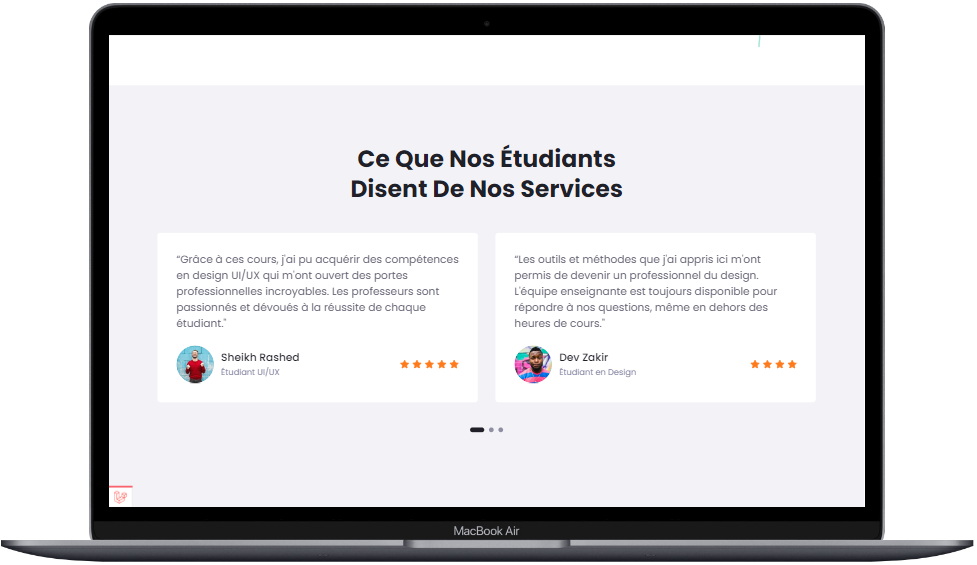 Ce Que Nos Étudiants
Disent De Nos Services
“Grâce à ces cours, j'ai pu acquérir des compétences
en design UI/UX qui m'ont ouvert des portes
professionnelles incroyables. Les professeurs sont
passionnés et dévoués à la réussite de chaque
étudiant."
Sheikh Rashed
Étudiant UI/UX
“Les outils et méthodes que j'ai appris ici m'ont
permis de devenir un professionnel du design.
L'équipe enseignante est toujours disponible pour
répondre à nos questions, même en dehors des
heures de cours."
Dev Zakir
Étudiant en Design
MacBook Air